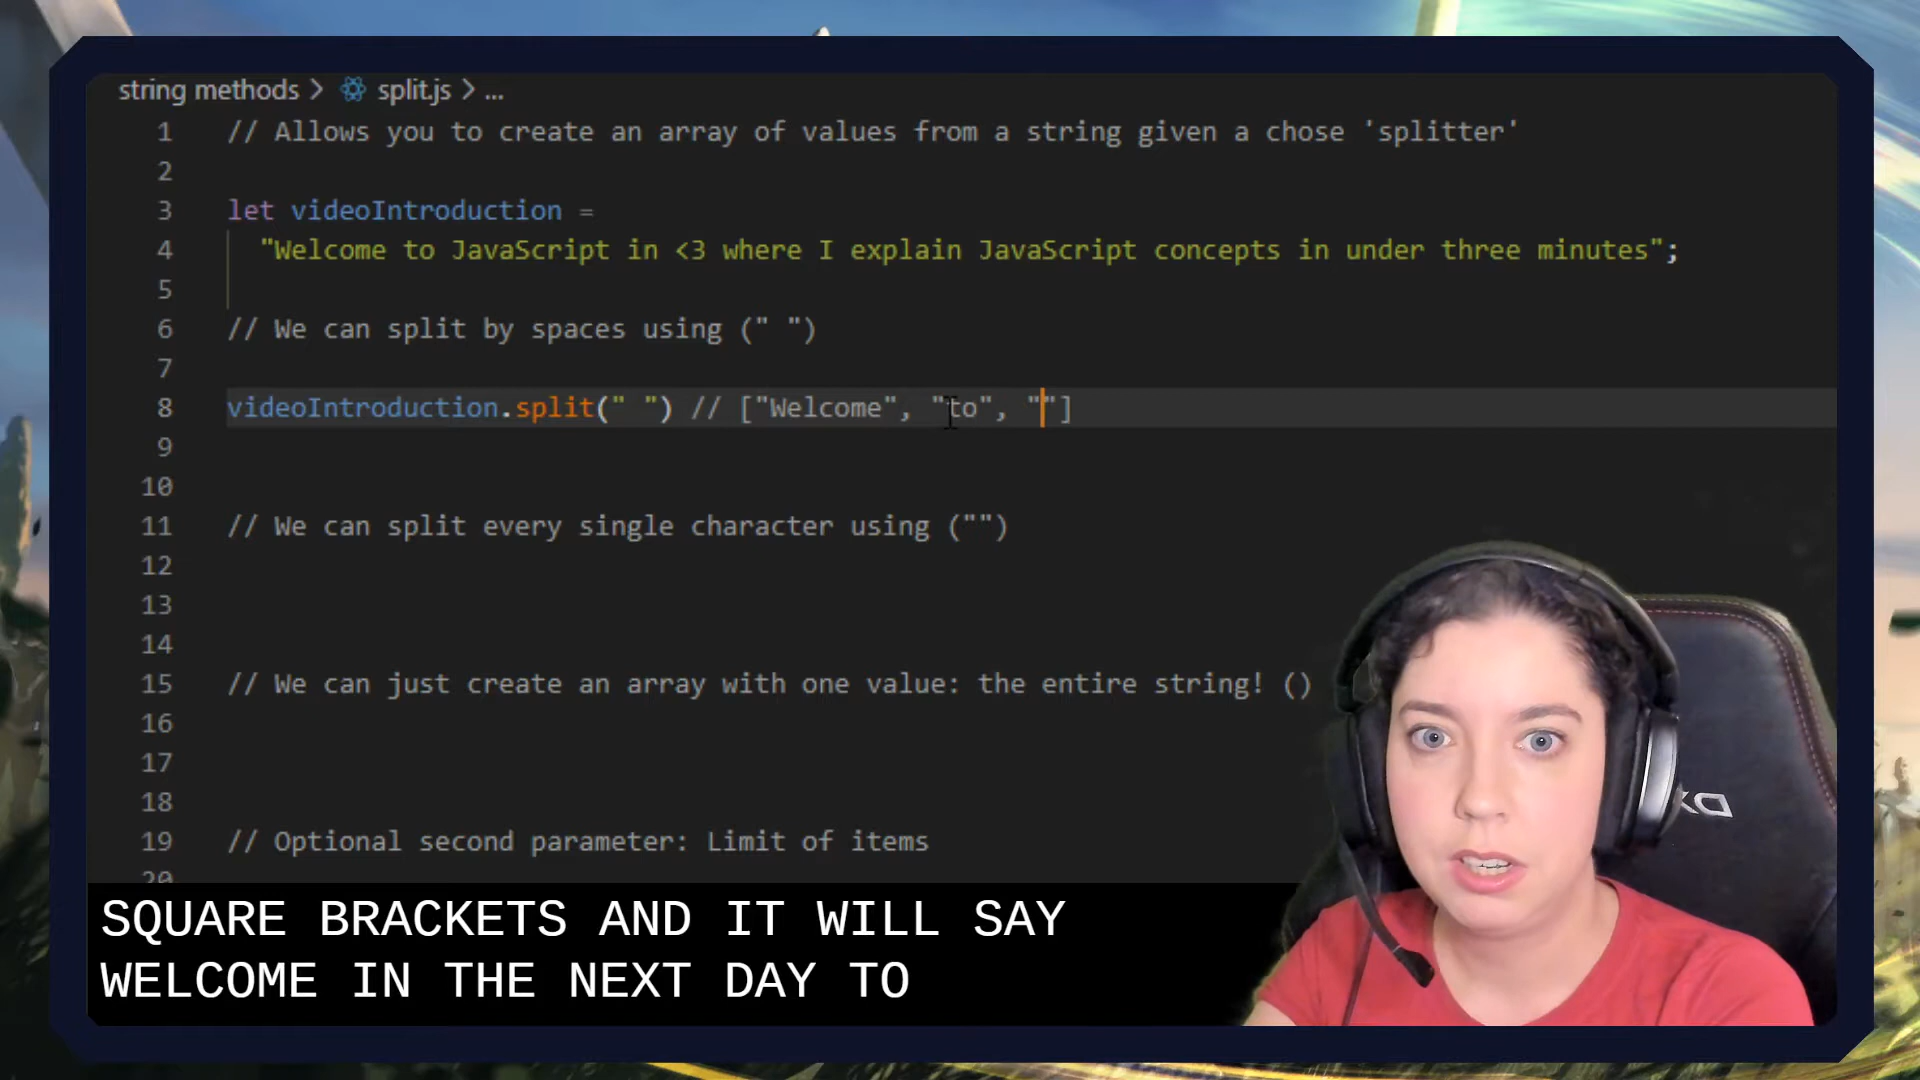 string methods > split.js > ...
1 // Allows you to create an array of values from a string given a chose 'splitter'
2
3 let videoIntroduction =
4 "Welcome to JavaScript in <3 where I explain JavaScript concepts in under three minutes";
5
6 // We can split by spaces using (" ")
7
8 videoIntroduction.split(" ") // ["Welcome", "to", ""]
9
10
11 // We can split every single character using ("")
12
13
14
15 // We can just create an array with one value: the entire string! ()
16
17
18
19 // Optional second parameter: Limit of items
20
SQUARE BRACKETS AND IT WILL SAY
WELCOME IN THE NEXT DAY TO